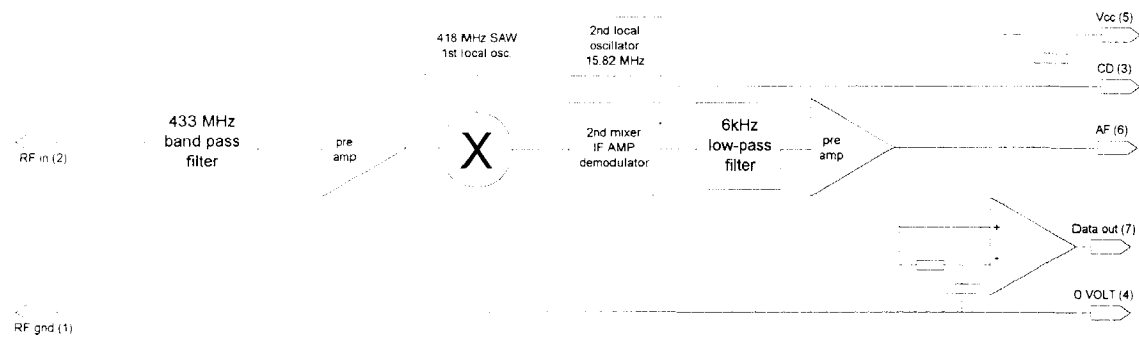 Vcc (5)
418 MHz SAW
1st local osc.
2nd local
oscillator
15.82 MHz
CD (3)
433 MHz
band pass
filter
pre
amp
X
2nd mixer
IF AMP
demodulator
6kHz
low-pass
filter
pre
amp
AF (6)
RF in (2)
+
-
Data out (7)
O VOLT (4)
RF gnd (1)